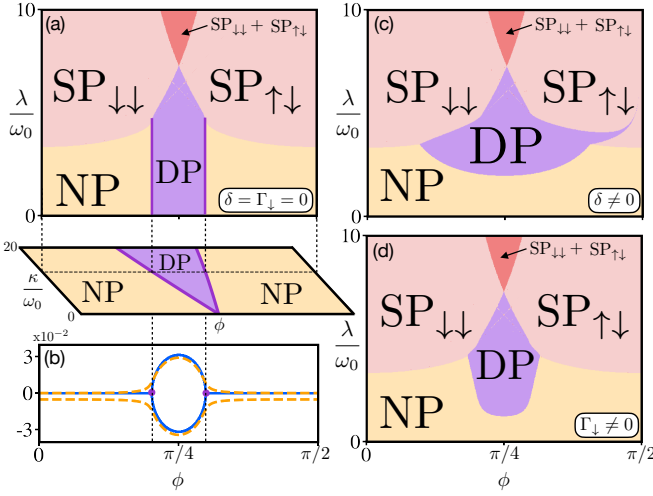 (a)
10
SP↓↓ + SP↑↓
SP↓↓
SP↑↓
λ/ω₀
DP
NP
δ = Γ↓ = 0
0
20
κ/ω₀
DP
NP
NP
0
ϕ
x10⁻²
(b)
3
0
-3
0
π/4
π/2
ϕ
(c)
10
SP↓↓ + SP↑↓
SP↓↓
SP↑↓
λ/ω₀
DP
NP
δ ≠ 0
0
(d)
10
SP↓↓ + SP↑↓
SP↓↓
SP↑↓
λ/ω₀
DP
NP
Γ↓ ≠ 0
0
0
π/4
π/2
ϕ